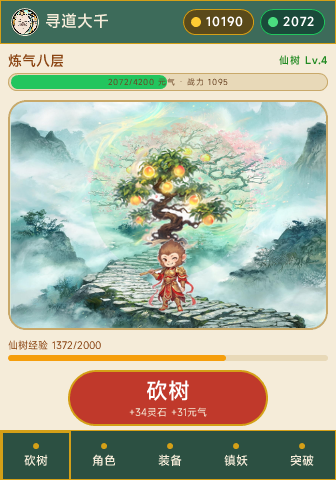 寻道大千
10190
2072
炼气八层
仙树 Lv.4
2072/4200 元气 · 战力 1095
仙树经验 1372/2000
砍树
+34灵石 +31元气
砍树
角色
装备
镇妖
突破